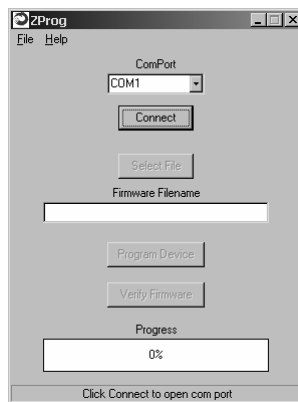 ZProg
File Help
ComPort
COM1
Connect
Select File
Firmware Filename
Program Device
Verify Firmware
Progress
0%
Click Connect to open com port